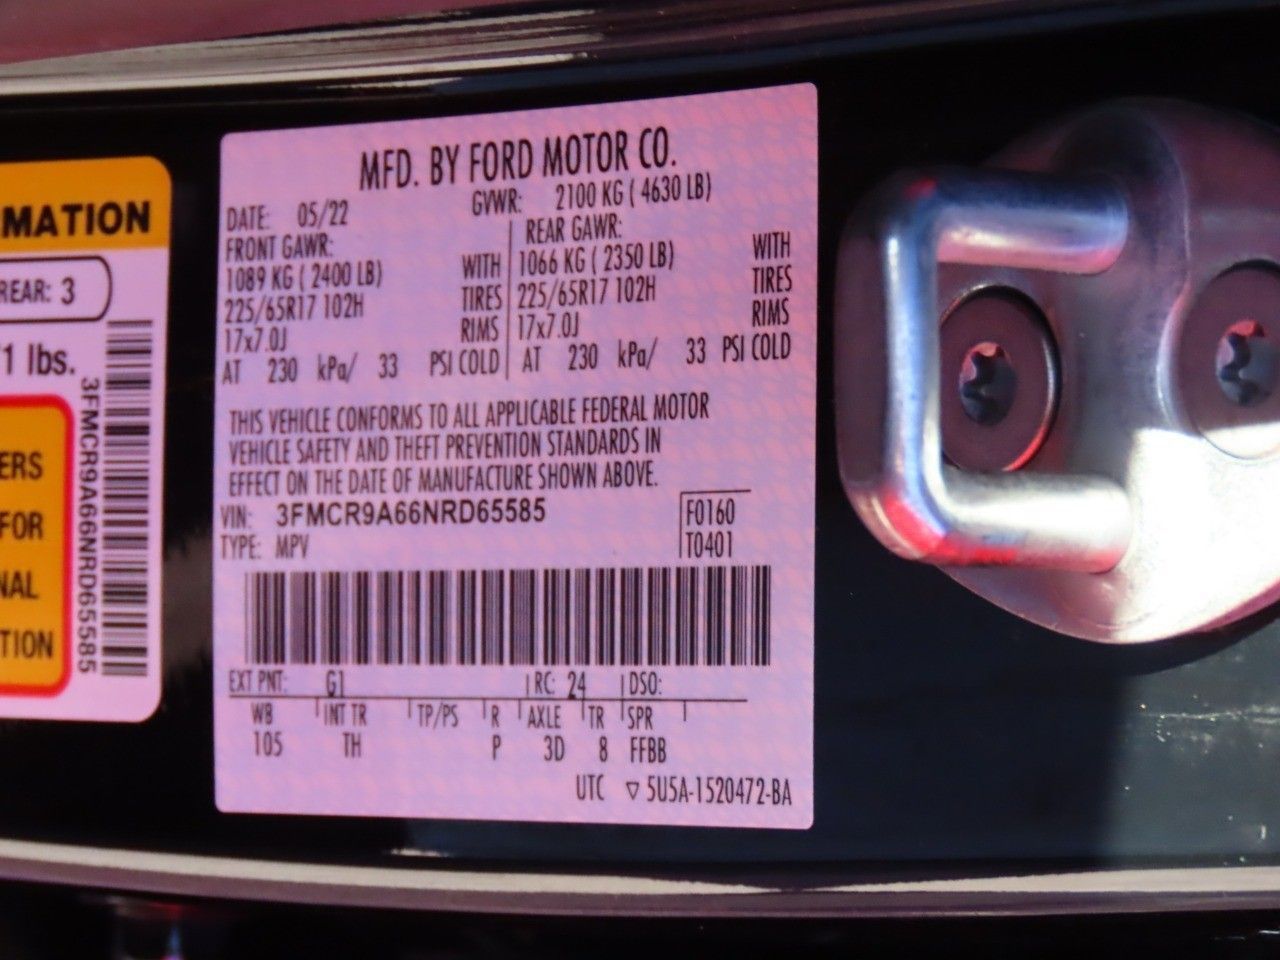 MATION
REAR: 3
1 lbs.
ERS
FOR
NAL
TION
3FMCR9A66NRD65585
MFD. BY FORD MOTOR CO.
DATE: 05/22 GVWR: 2100 KG ( 4630 LB)
FRONT GAWR: REAR GAWR:
1089 KG ( 2400 LB) WITH 1066 KG ( 2350 LB) WITH
225/65R17 102H TIRES 225/65R17 102H TIRES
17x7.0J RIMS 17x7.0J RIMS
AT 230 kPa/ 33 PSI COLD AT 230 kPa/ 33 PSI COLD
THIS VEHICLE CONFORMS TO ALL APPLICABLE FEDERAL MOTOR
VEHICLE SAFETY AND THEFT PREVENTION STANDARDS IN
EFFECT ON THE DATE OF MANUFACTURE SHOWN ABOVE.
VIN: 3FMCR9A66NRD65585 F0160
TYPE: MPV T0401
EXT PNT: G1 RC: 24 DSO:
WB INT TR TP/PS R AXLE TR SPR
105 TH P 3D 8 FFBB
UTC ▽ 5U5A-1520472-BA